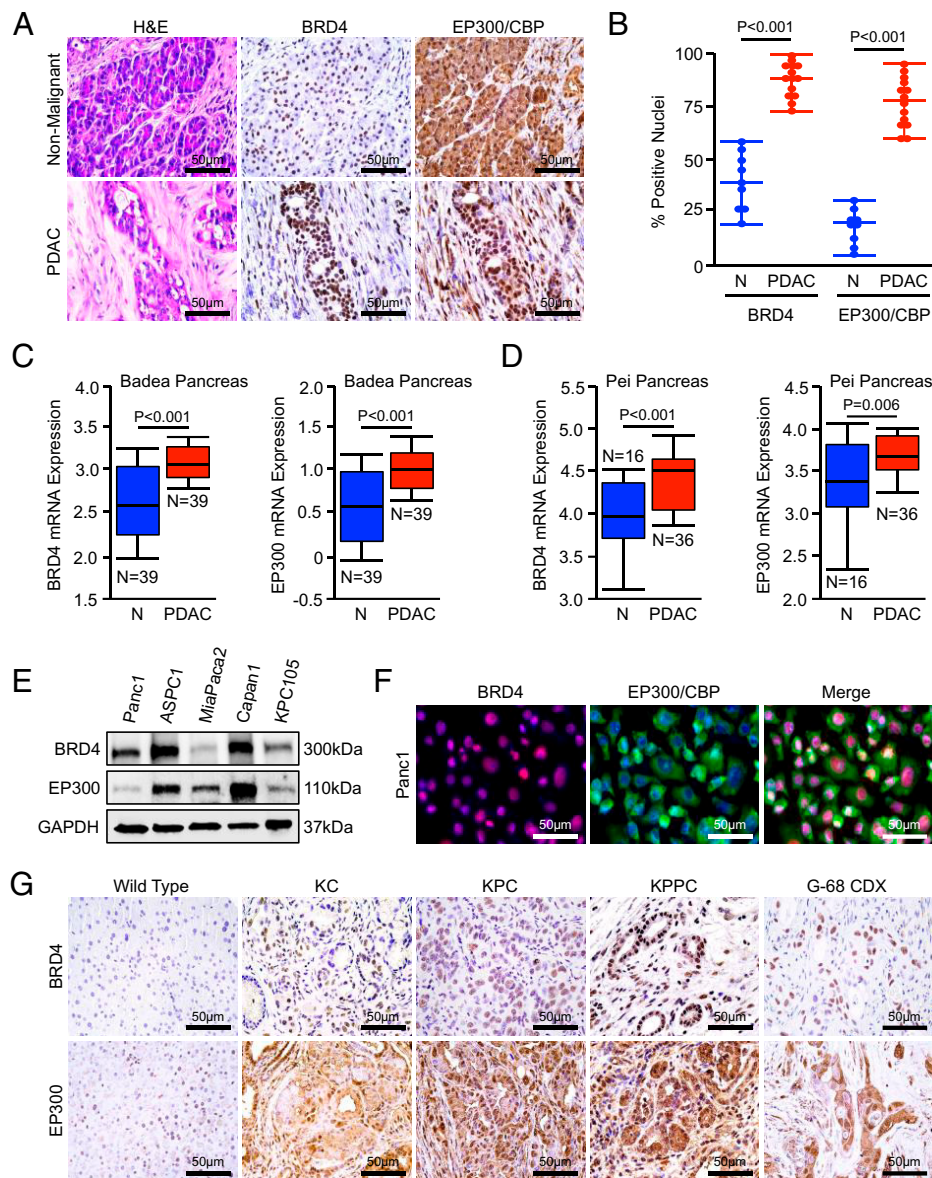 A
H&E BRD4 EP300/CBP
Non-Malignant
50µm 50µm 50µm
PDAC
50µm 50µm 50µm
B
P<0.001 P<0.001
% Positive Nuclei
100
75
50
25
0
N PDAC N PDAC
BRD4 EP300/CBP
C
Badea Pancreas
BRD4 mRNA Expression
4.0
3.5
3.0
2.5
2.0
1.5
P<0.001
N=39
N=39
N PDAC
Badea Pancreas
EP300 mRNA Expression
2.0
1.5
1.0
0.5
0
-0.5
P<0.001
N=39
N=39
N PDAC
D
Pei Pancreas
BRD4 mRNA Expression
5.5
5.0
4.5
4.0
3.5
3.0
P<0.001
N=16
N=36
N PDAC
Pei Pancreas
EP300 mRNA Expression
4.5
4.0
3.5
3.0
2.5
2.0
P=0.006
N=36
N=16
N PDAC
E
Panc1 ASPC1 MiaPaca2 Capan1 KPC105
BRD4 300kDa
EP300 110kDa
GAPDH 37kDa
F
BRD4 EP300/CBP Merge
Panc1
50µm 50µm 50µm
G
Wild Type KC KPC KPPC G-68 CDX
BRD4
50µm 50µm 50µm 50µm 50µm
EP300
50µm 50µm 50µm 50µm 50µm